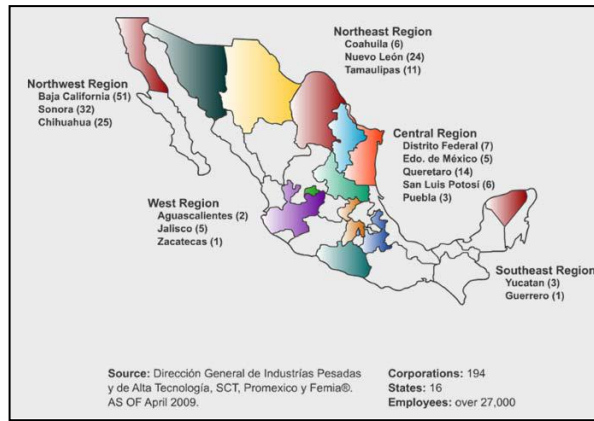 Northeast Region
Coahuila (6)
Nuevo León (24)
Tamaulipas (11)
Northwest Region
Baja California (51)
Sonora (32)
Chihuahua (25)
Central Region
Distrito Federal (7)
Edo. de México (5)
Queretaro (14)
San Luis Potosí (6)
Puebla (3)
West Region
Aguascalientes (2)
Jalisco (5)
Zacatecas (1)
Southeast Region
Yucatan (3)
Guerrero (1)
Source: Dirección General de Industrías Pesadas
y de Alta Tecnología, SCT, Promexico y Femia®.
AS OF April 2009.
Corporations: 194
States: 16
Employees: over 27,000